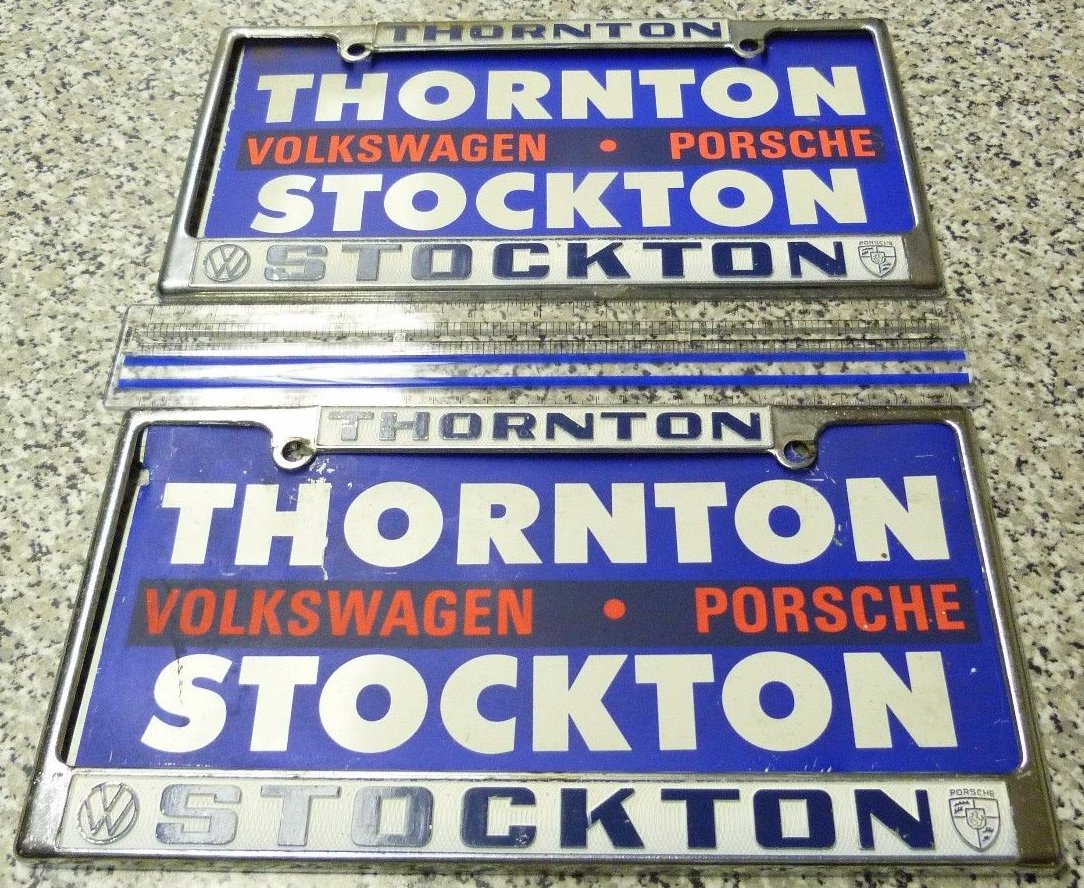 THORNTON
THORNTON
VOLKSWAGEN • PORSCHE
STOCKTON
STOCKTON PORSCHE
THORNTON
THORNTON
VOLKSWAGEN • PORSCHE
STOCKTON
STOCKTON PORSCHE